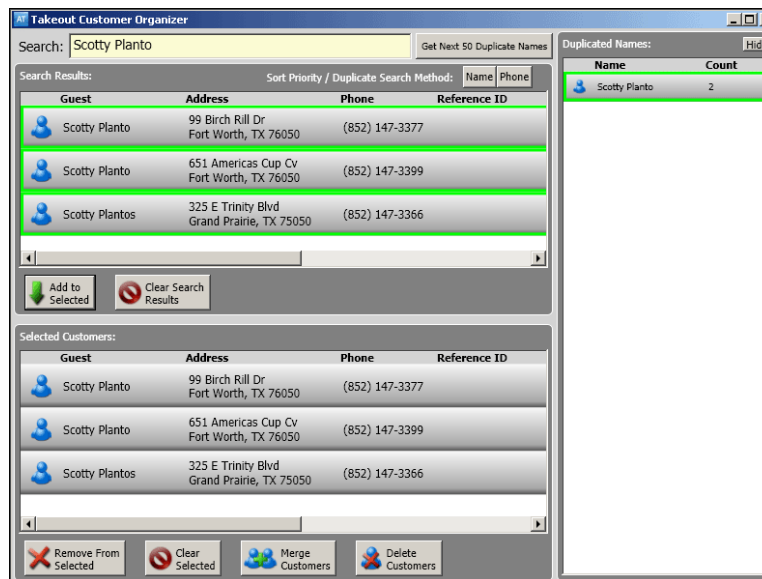 AT Takeout Customer Organizer
Search: Scotty Planto Get Next 50 Duplicate Names
Search Results: Sort Priority / Duplicate Search Method: Name Phone
Guest Address Phone Reference ID
Scotty Planto 99 Birch Rill Dr (852) 147-3377
Fort Worth, TX 76050
Scotty Planto 651 Americas Cup Cv (852) 147-3399
Fort Worth, TX 76050
Scotty Plantos 325 E Trinity Blvd (852) 147-3366
Grand Prairie, TX 75050
Add to Clear Search
Selected Results
Selected Customers:
Guest Address Phone Reference ID
Scotty Planto 99 Birch Rill Dr (852) 147-3377
Fort Worth, TX 76050
Scotty Planto 651 Americas Cup Cv (852) 147-3399
Fort Worth, TX 76050
Scotty Plantos 325 E Trinity Blvd (852) 147-3366
Grand Prairie, TX 75050
Remove From Clear Merge Delete
Selected Selected Customers Customers
Duplicated Names: Hid
Name Count
Scotty Planto 2